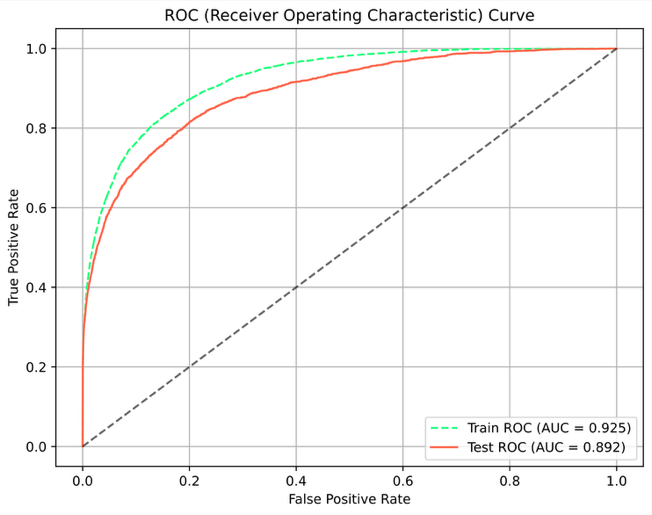 ROC (Receiver Operating Characteristic) Curve
True Positive Rate
1.0
0.8
0.6
0.4
0.2
0.0
Train ROC (AUC = 0.925)
Test ROC (AUC = 0.892)
0.0 0.2 0.4 0.6 0.8 1.0
False Positive Rate